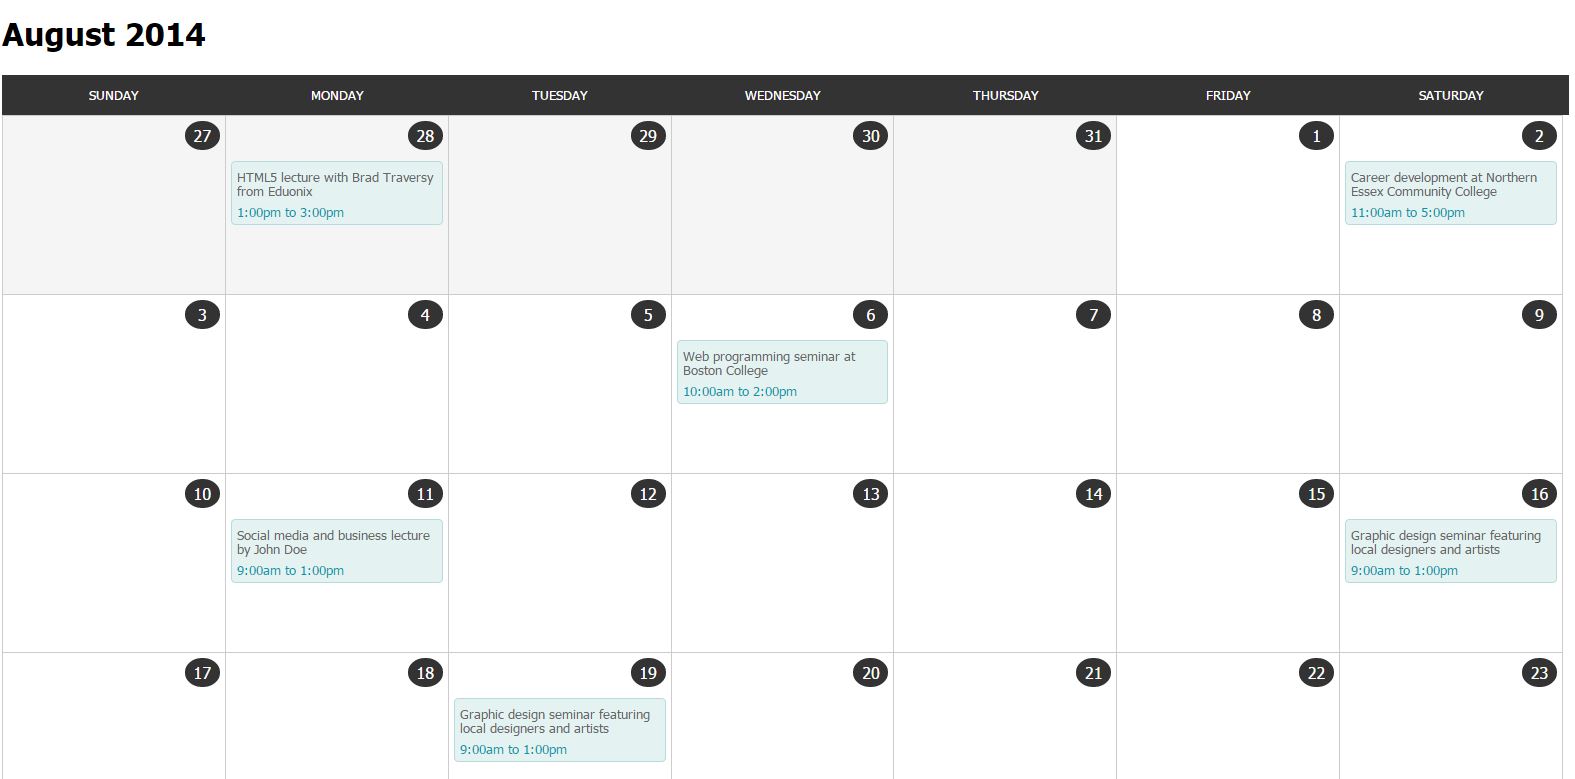 August 2014
SUNDAY MONDAY TUESDAY WEDNESDAY THURSDAY FRIDAY SATURDAY
27 28 29 30 31 1 2
HTML5 lecture with Brad Traversy
from Eduonix
1:00pm to 3:00pm
Career development at Northern
Essex Community College
11:00am to 5:00pm
3 4 5 6 7 8 9
Web programming seminar at
Boston College
10:00am to 2:00pm
10 11 12 13 14 15 16
Social media and business lecture
by John Doe
9:00am to 1:00pm
Graphic design seminar featuring
local designers and artists
9:00am to 1:00pm
17 18 19 20 21 22 23
Graphic design seminar featuring
local designers and artists
9:00am to 1:00pm